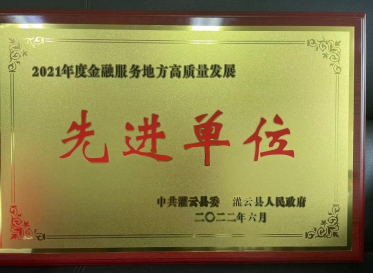 2021年度金融服务地方高质量发展
先进单位
中共灌云县委 灌云县人民政府
二〇二二年六月